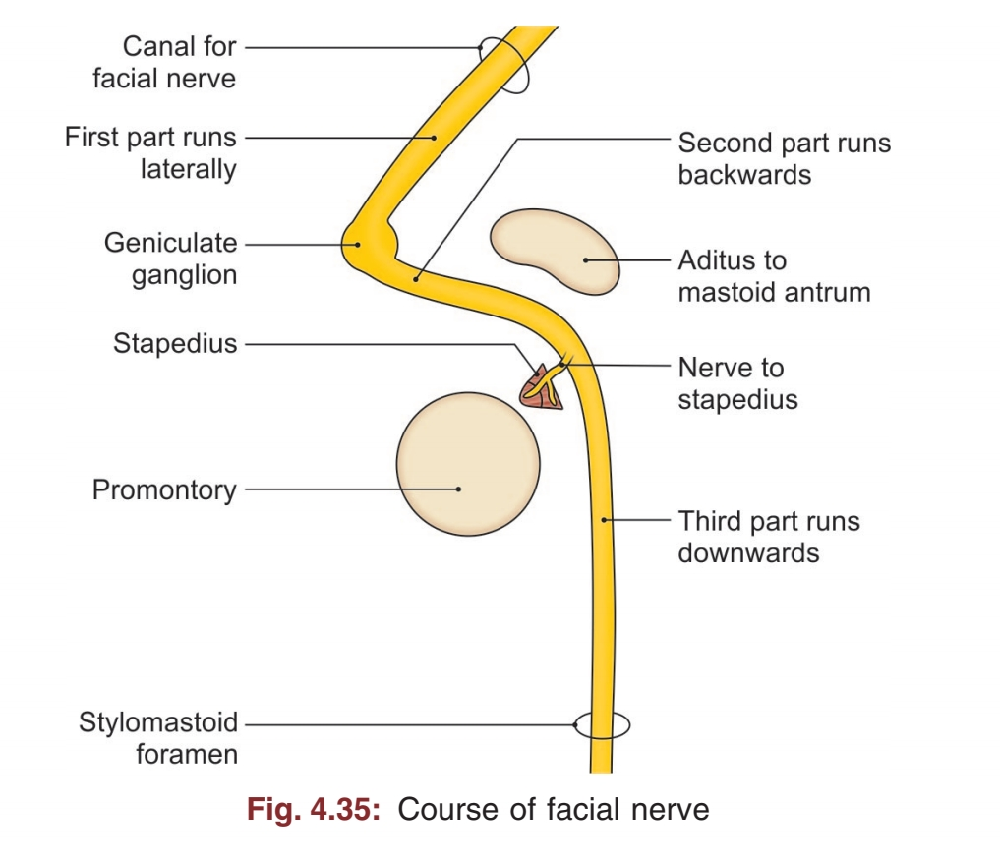 Canal for
facial nerve
First part runs
laterally
Geniculate
ganglion
Stapedius
Promontory
Stylomastoid
foramen
Second part runs
backwards
Aditus to
mastoid antrum
Nerve to
stapedius
Third part runs
downwards
Fig. 4.35: Course of facial nerve